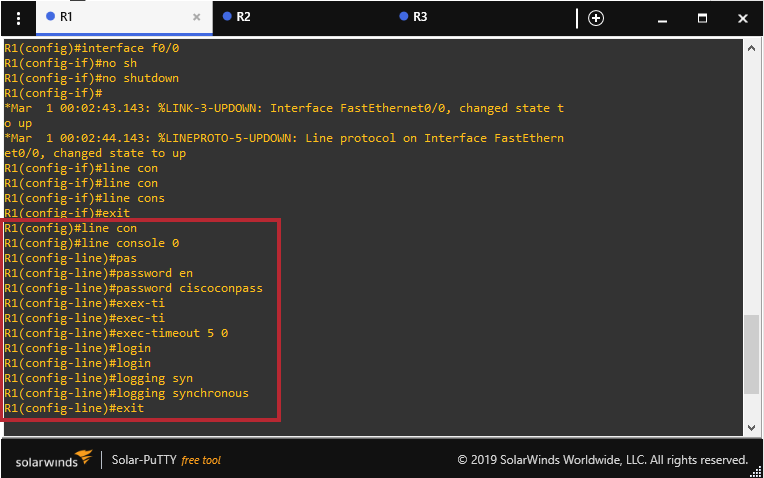 R1 × R2 R3
R1(config)#interface f0/0
R1(config-if)#no sh
R1(config-if)#no shutdown
R1(config-if)#
*Mar  1 00:02:43.143: %LINK-3-UPDOWN: Interface FastEthernet0/0, changed state t
o up
*Mar  1 00:02:44.143: %LINEPROTO-5-UPDOWN: Line protocol on Interface FastEthern
et0/0, changed state to up
R1(config-if)#line con
R1(config-if)#line con
R1(config-if)#line cons
R1(config-if)#exit
R1(config)#line con
R1(config)#line console 0
R1(config-line)#pas
R1(config-line)#password en
R1(config-line)#password ciscoconpass
R1(config-line)#exex-ti
R1(config-line)#exec-ti
R1(config-line)#exec-timeout 5 0
R1(config-line)#login
R1(config-line)#login
R1(config-line)#logging syn
R1(config-line)#logging synchronous
R1(config-line)#exit
solarwinds Solar-PuTTY free tool © 2019 SolarWinds Worldwide, LLC. All rights reserved.